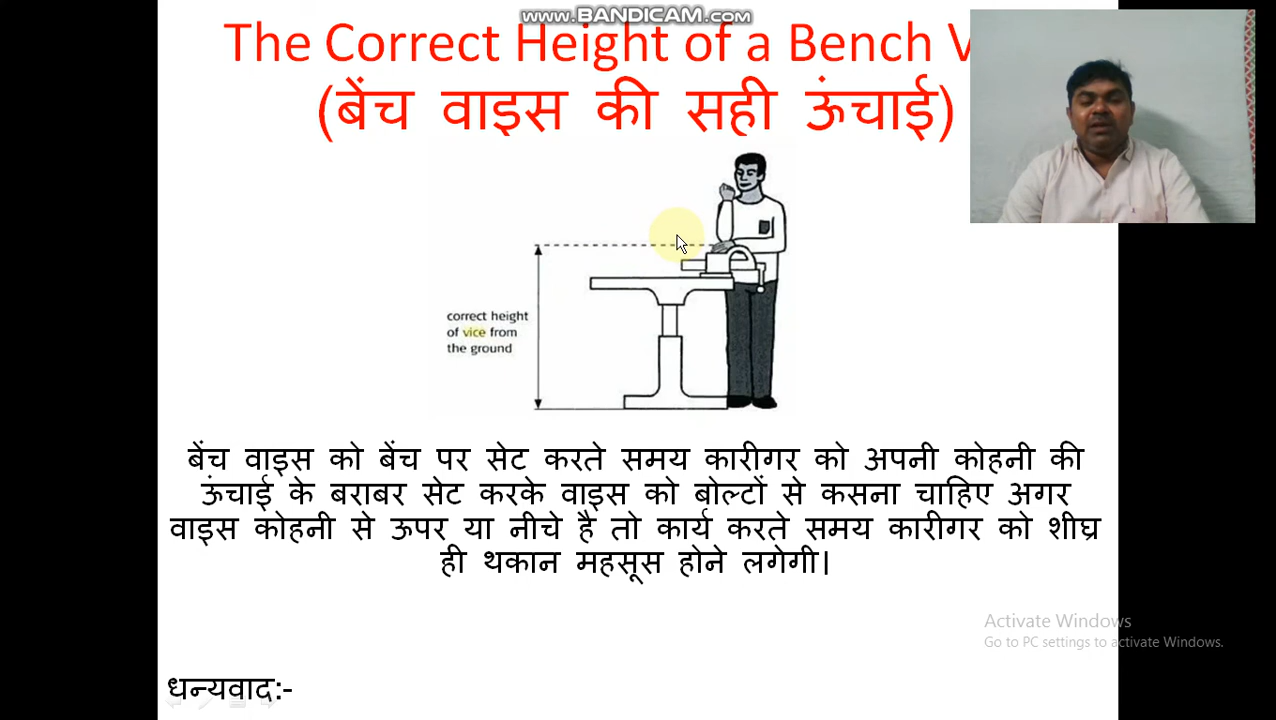 www.BANDICAM.com
The Correct Height of a Bench
(बेंच वाइस की सही ऊंचाई)
correct height
of vice from
the ground
बेंच वाइस को बेंच पर सेट करते समय कारीगर को अपनी कोहनी की
ऊंचाई के बराबर सेट करके वाइस को बोल्टों से कसना चाहिए अगर
वाइस कोहनी से ऊपर या नीचे है तो कार्य करते समय कारीगर को शीघ्र
ही थकान महसूस होने लगेगी।
Activate Windows
Go to PC settings to activate Windows.
धन्यवाद:-